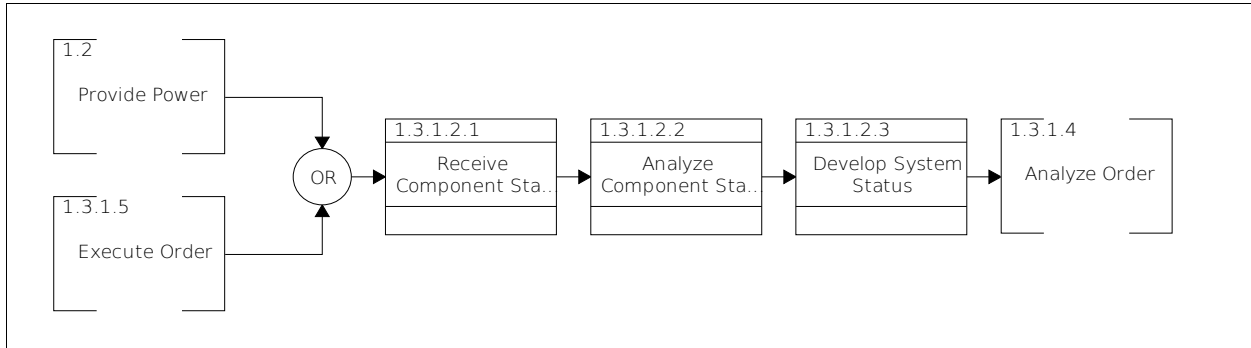 1.2
Provide Power
1.3.1.5
Execute Order
OR
1.3.1.2.1
Receive
Component Sta...
1.3.1.2.2
Analyze
Component Sta...
1.3.1.2.3
Develop System
Status
1.3.1.4
Analyze Order